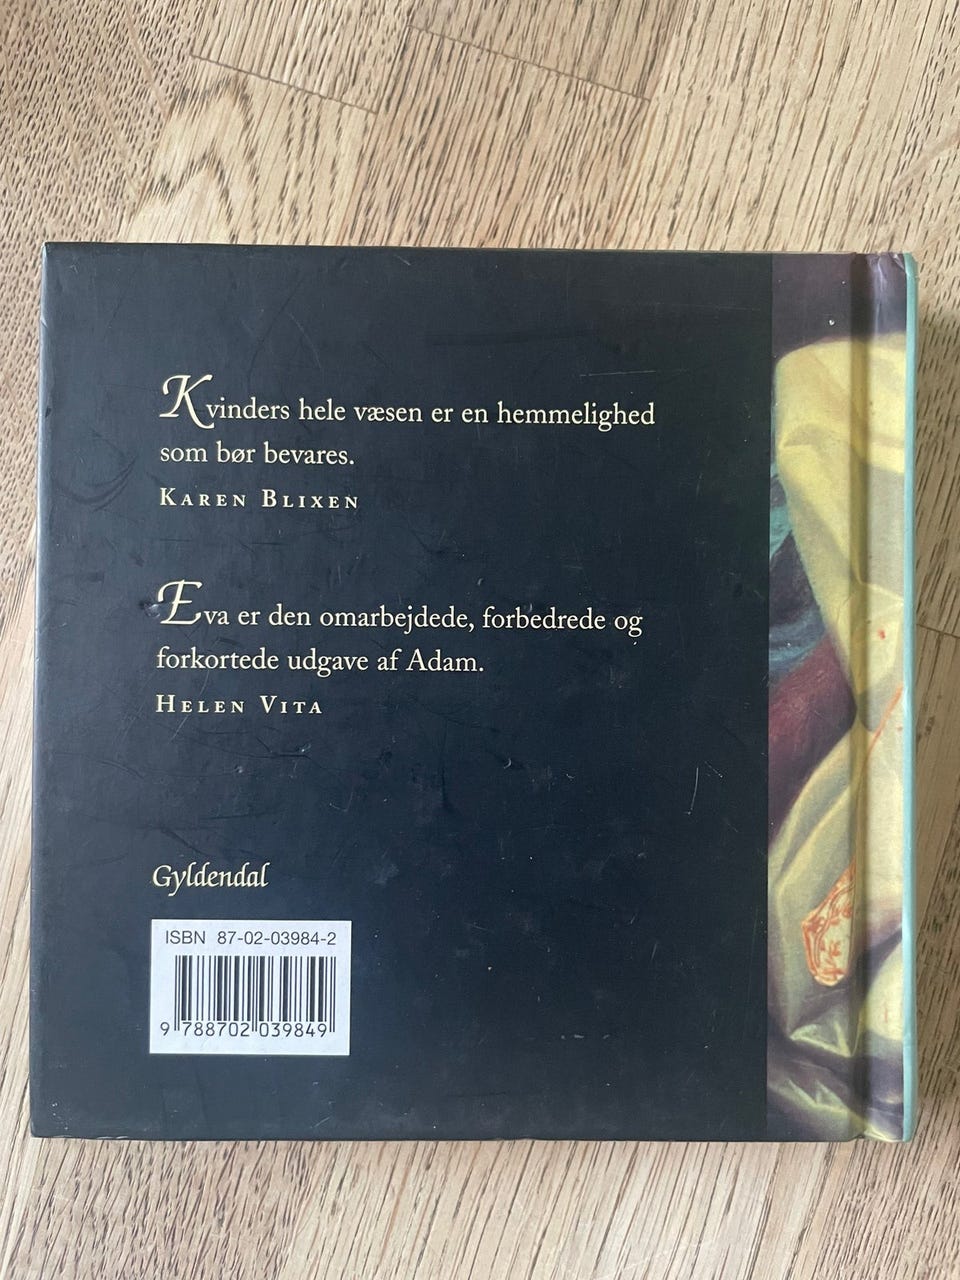 Kvinders hele væsen er en hemmelighed
som bør bevares.
KAREN BLIXEN
Eva er den omarbejdede, forbedrede og
forkortede udgave af Adam.
HELEN VITA
Gyldendal
ISBN 87-02-03984-2
9 788702 039849